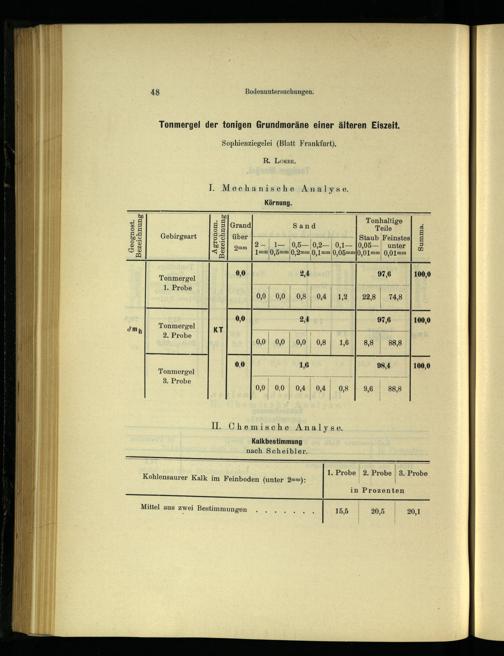 48 Bodenuntersuchungen.
Tonmergel der tonigen Grundmoräne einer älteren Eiszeit.
Sophienziegelei (Blatt Frankfurt).
R. Loebe.
I. Mechanische Analyse.
Körnung.
Geognost. Bezeichnung
Gebirgsart
Agronom. Bezeichnung
Grand über 2mm
Sand
Tonhaltige Teile
Summa.
2— 1mm
1— 0,5mm
0,5— 0,2mm
0,2— 0,1mm
0,1— 0,05mm
Staub 0,05— 0,01mm
Feinstes unter 0,01mm
Tonmergel 0,0 2,4 97,6 100,0
1. Probe 0,0 0,0 0,8 0,4 1,2 22,8 74,8
KT
Tonmergel 0,0 2,4 97,6 100,0
2. Probe 0,0 0,0 0,0 0,8 1,6 8,8 88,8
Tonmergel 0,0 1,6 98,4 100,0
3. Probe 0,0 0.0 0,4 0,4 0,8 9,6 88,8
II. Chemische Analyse.
Kalkbestimmung
nach Scheibler.
Kohlensaurer Kalk im Feinboden (unter 2mm):
1. Probe 2. Probe 3. Probe
in Prozenten
Mittel aus zwei Bestimmungen . . . . . . . 15,5 20,5 20,1